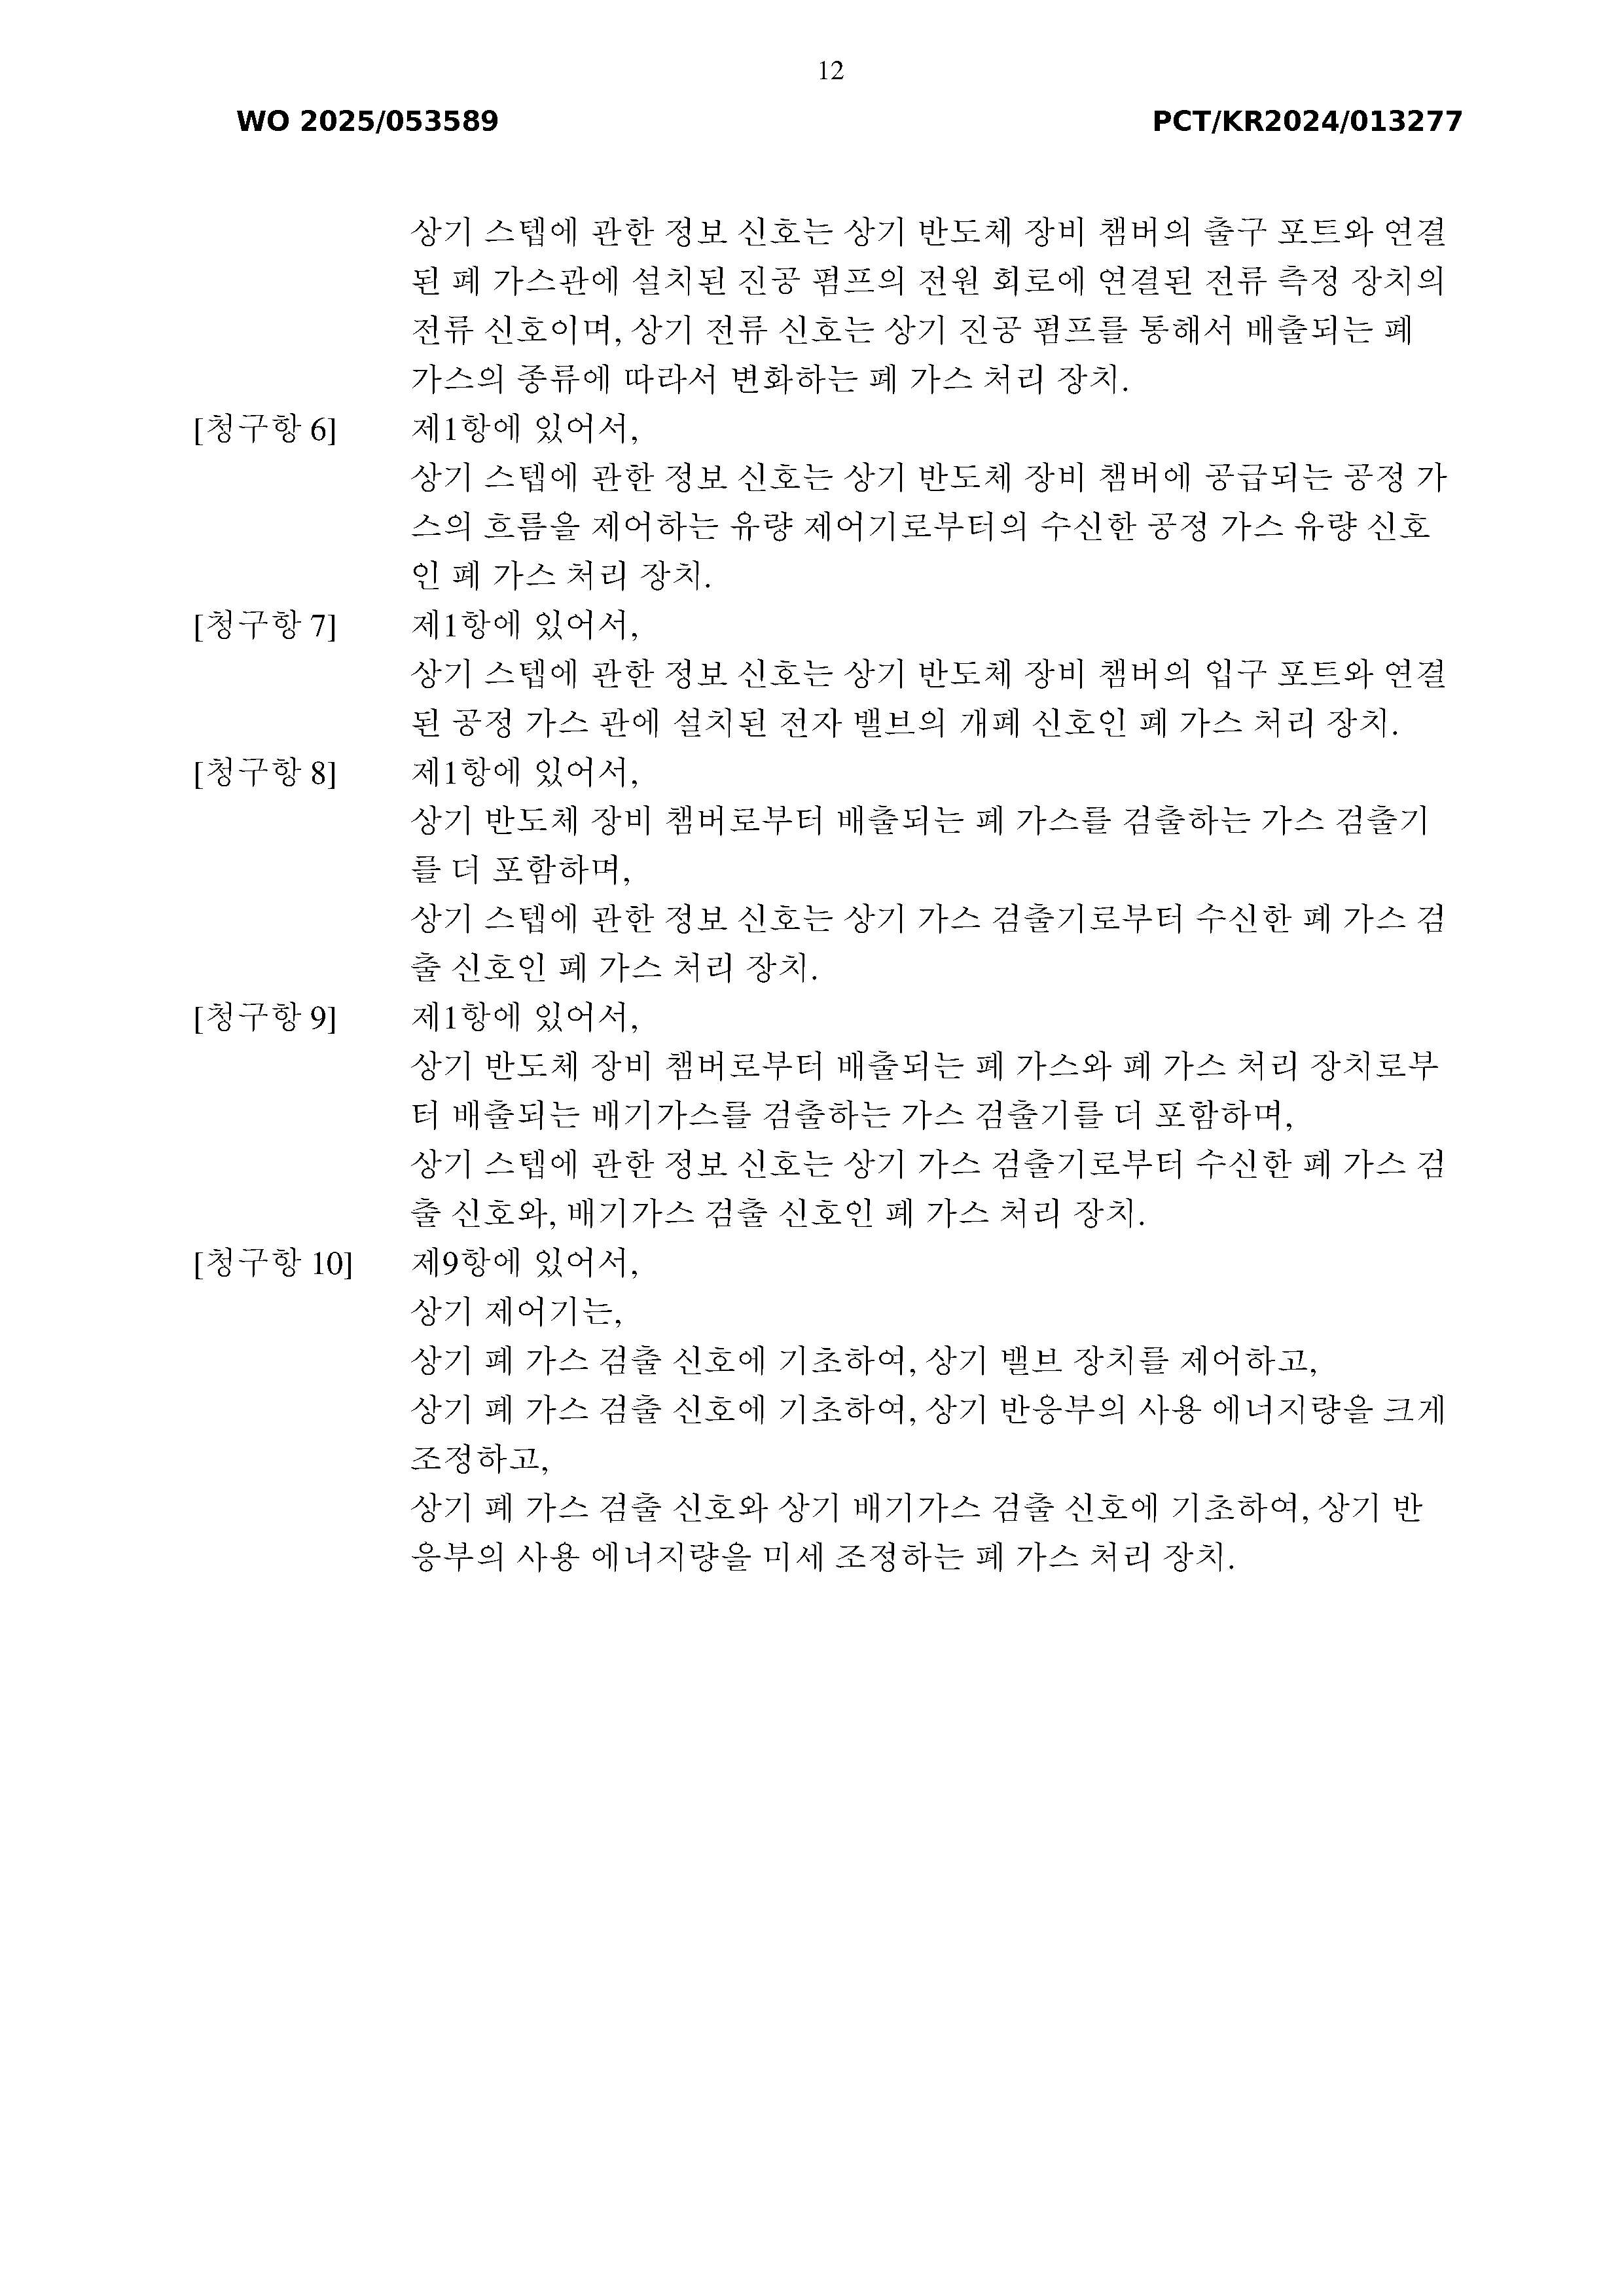 12
WO 2025/053589 PCT/KR2024/013277
상기 스텝에 관한 정보 신호는 상기 반도체 장비 챔버의 출구 포트와 연결
된 폐 가스관에 설치된 진공 펌프의 전원 회로에 연결된 전류 측정 장치의
전류 신호이며, 상기 전류 신호는 상기 진공 펌프를 통해서 배출되는 폐
가스의 종류에 따라서 변화하는 폐 가스 처리 장치.
[청구항 6] 제1항에 있어서,
상기 스텝에 관한 정보 신호는 상기 반도체 장비 챔버에 공급되는 공정 가
스의 흐름을 제어하는 유량 제어기로부터의 수신한 공정 가스 유량 신호
인 폐 가스 처리 장치.
[청구항 7] 제1항에 있어서,
상기 스텝에 관한 정보 신호는 상기 반도체 장비 챔버의 입구 포트와 연결
된 공정 가스 관에 설치된 전자 밸브의 개폐 신호인 폐 가스 처리 장치.
[청구항 8] 제1항에 있어서,
상기 반도체 장비 챔버로부터 배출되는 폐 가스를 검출하는 가스 검출기
를 더 포함하며,
상기 스텝에 관한 정보 신호는 상기 가스 검출기로부터 수신한 폐 가스 검
출 신호인 폐 가스 처리 장치.
[청구항 9] 제1항에 있어서,
상기 반도체 장비 챔버로부터 배출되는 폐 가스와 폐 가스 처리 장치로부
터 배출되는 배기가스를 검출하는 가스 검출기를 더 포함하며,
상기 스텝에 관한 정보 신호는 상기 가스 검출기로부터 수신한 폐 가스 검
출 신호와, 배기가스 검출 신호인 폐 가스 처리 장치.
[청구항 10] 제9항에 있어서,
상기 제어기는,
상기 폐 가스 검출 신호에 기초하여, 상기 밸브 장치를 제어하고,
상기 폐 가스 검출 신호에 기초하여, 상기 반응부의 사용 에너지량을 크게
조정하고,
상기 폐 가스 검출 신호와 상기 배기가스 검출 신호에 기초하여, 상기 반
응부의 사용 에너지량을 미세 조정하는 폐 가스 처리 장치.